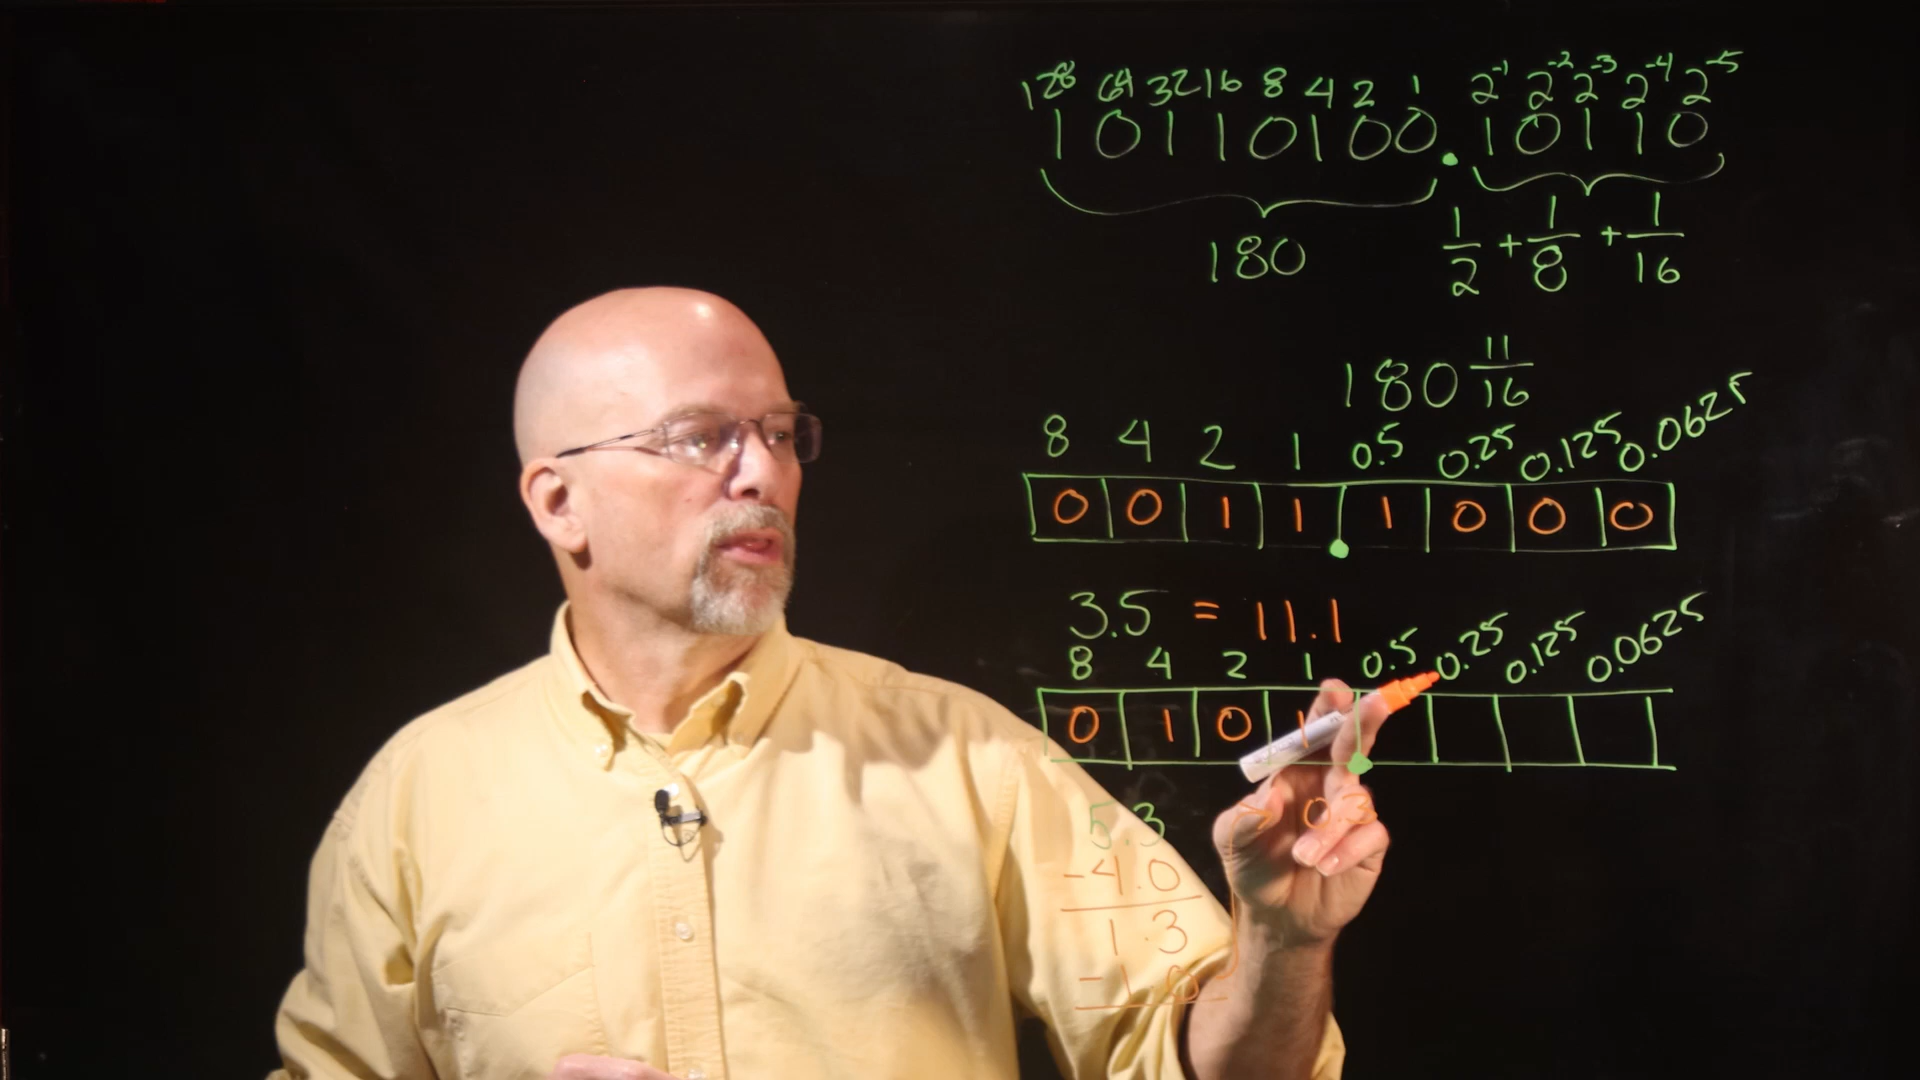 128 64 32 16 8 4 2 1 2⁻¹ 2⁻² 2⁻³ 2⁻⁴ 2⁻⁵
10110100.10110
180 1/2 + 1/8 + 1/16
180 11/16
8 4 2 1 0.5 0.25 0.125 0.0625
0 0 1 1 . 1 0 0 0
3.5 = 11.1
8 4 2 1 0.5 0.25 0.125 0.0625
0 1 0 1 .
5.3 0.3
-4.0
1.3
-1.0